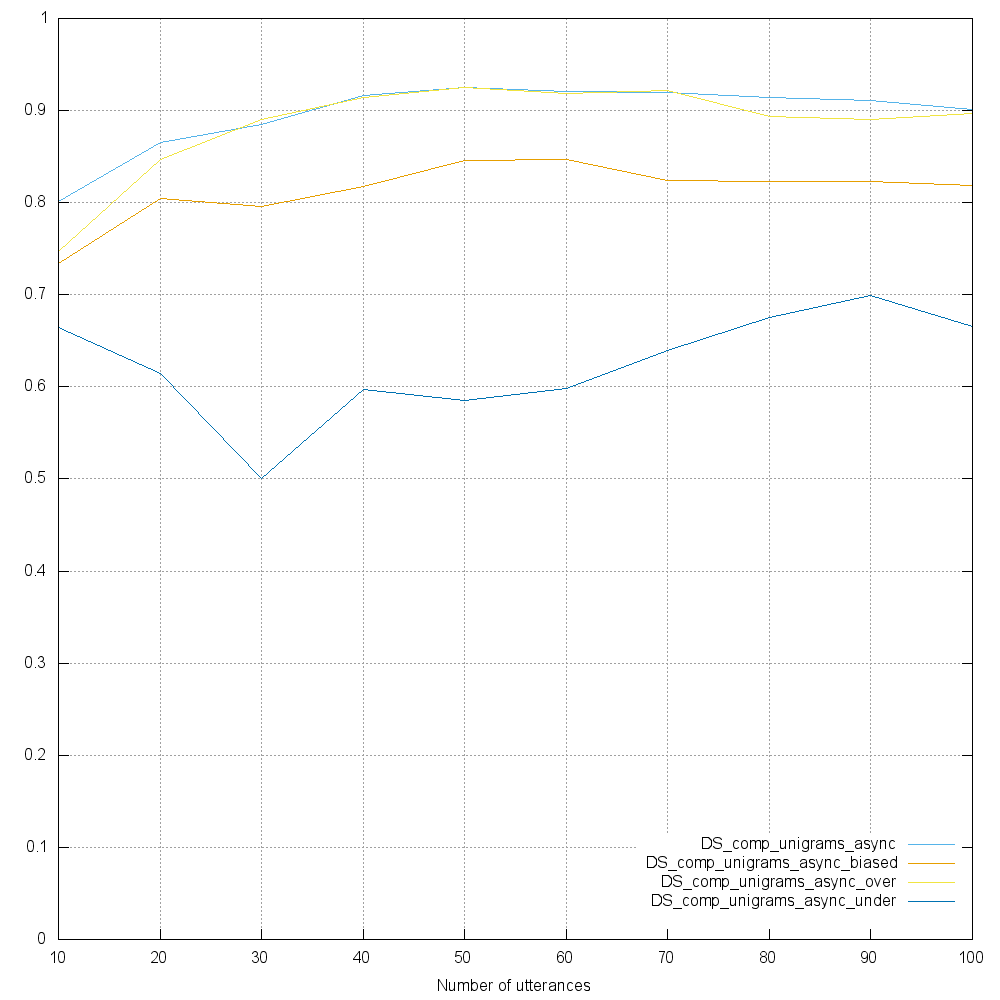 1
0.9
0.8
0.7
0.6
0.5
0.4
0.3
0.2
0.1
0
DS_comp_unigrams_async
DS_comp_unigrams_async_biased
DS_comp_unigrams_async_over
DS_comp_unigrams_async_under
10 20 30 40 50 60 70 80 90 100
Number of utterances